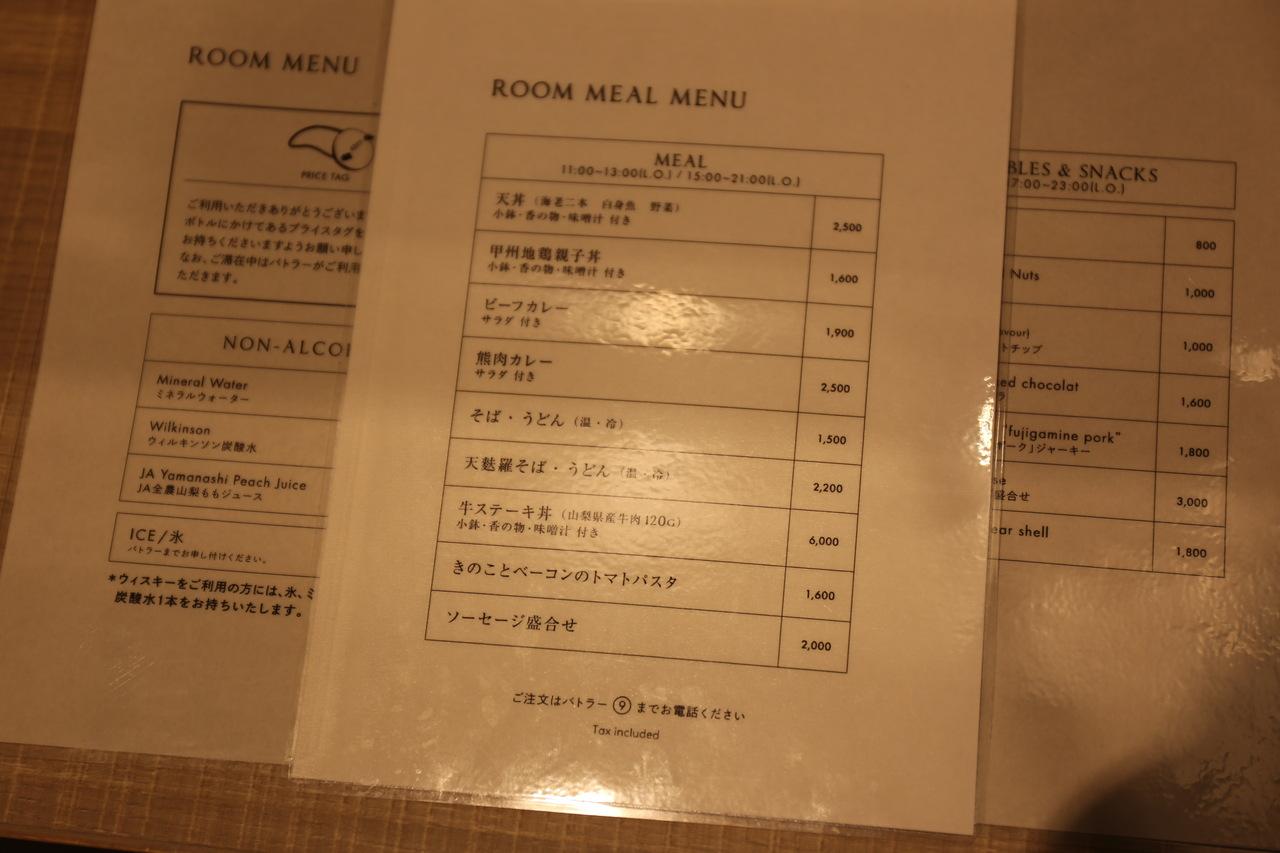 ROOM MENU
PRICE TAG
ご利用いただきありがとうございま
ボトルにかけてあるプライスタグを
お持ちくださいますようお願い申し
なお、ご滞在中はバトラーがご利用
ただきます。
NON-ALCO
Mineral Water
ミネラルウォーター
Wilkinson
ウィルキンソン炭酸水
JA Yamanashi Peach Juice
JA全農山梨ももジュース
ICE/氷
バトラーまでお申し付けください。
*ウィスキーをご利用の方には、氷、ミ
炭酸水1本をお持ちいたします。
ROOM MEAL MENU
MEAL
11:00~13:00(L.O.) / 15:00~21:00(L.O.)
天丼（海老二本 白身魚 野菜） 2,500
小鉢・香の物・味噌汁 付き
甲州地鶏親子丼 1,600
小鉢・香の物・味噌汁 付き
ビーフカレー 1,900
サラダ 付き
熊肉カレー 2,500
サラダ 付き
そば・うどん（温・冷） 1,500
天麩羅そば・うどん（温・冷） 2,200
牛ステーキ丼（山梨県産牛肉120G） 6,000
小鉢・香の物・味噌汁 付き
きのことベーコンのトマトパスタ 1,600
ソーセージ盛合せ 2,000
ご注文はバトラー⑨までお電話ください
Tax included
BLES & SNACKS
7:00~23:00(L.O.)
800
Nuts 1,000
avour) 1,000
トチップ
ed chocolat 1,600
ラ
"fujigamine pork" 1,800
ーク」ジャーキー
se 3,000
盛合せ
ear shell 1,800